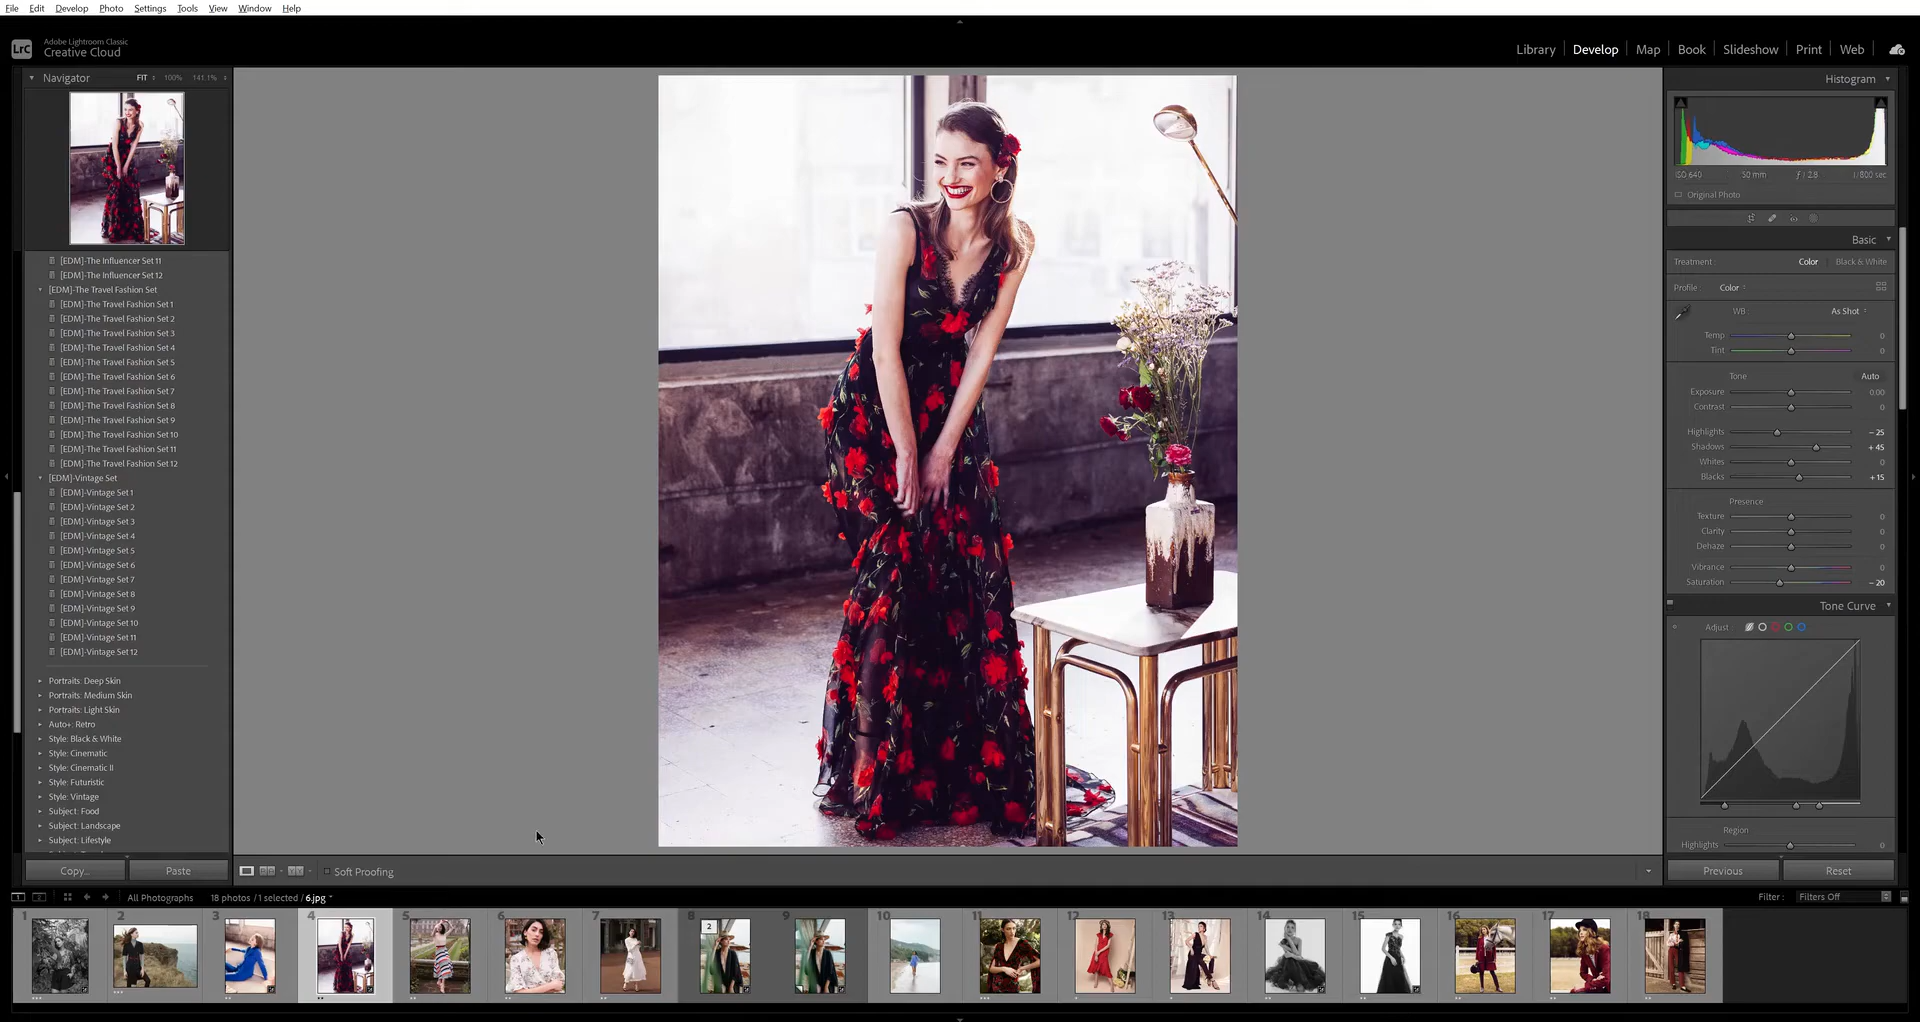 File Edit Develop Photo Settings Tools View Window Help
LrC Adobe Lightroom Classic
Creative Cloud
Library Develop Map Book Slideshow Print Web
Navigator FIT 100% 141.1%
[EDM]-The Influencer Set 11
[EDM]-The Influencer Set 12
[EDM]-The Travel Fashion Set
[EDM]-The Travel Fashion Set 1
[EDM]-The Travel Fashion Set 2
[EDM]-The Travel Fashion Set 3
[EDM]-The Travel Fashion Set 4
[EDM]-The Travel Fashion Set 5
[EDM]-The Travel Fashion Set 6
[EDM]-The Travel Fashion Set 7
[EDM]-The Travel Fashion Set 8
[EDM]-The Travel Fashion Set 9
[EDM]-The Travel Fashion Set 10
[EDM]-The Travel Fashion Set 11
[EDM]-The Travel Fashion Set 12
[EDM]-Vintage Set
[EDM]-Vintage Set 1
[EDM]-Vintage Set 2
[EDM]-Vintage Set 3
[EDM]-Vintage Set 4
[EDM]-Vintage Set 5
[EDM]-Vintage Set 6
[EDM]-Vintage Set 7
[EDM]-Vintage Set 8
[EDM]-Vintage Set 9
[EDM]-Vintage Set 10
[EDM]-Vintage Set 11
[EDM]-Vintage Set 12
Portraits: Deep Skin
Portraits: Medium Skin
Portraits: Light Skin
Auto+: Retro
Style: Black & White
Style: Cinematic
Style: Cinematic II
Style: Futuristic
Style: Vintage
Subject: Food
Subject: Landscape
Subject: Lifestyle
Copy... Paste
Soft Proofing
Histogram
ISO 640 50 mm ƒ / 2.8 1/800 sec
Original Photo
Basic
Treatment : Color Black & White
Profile Color
WB : As Shot
Temp 0
Tint 0
Tone Auto
Exposure 0.00
Contrast 0
Highlights - 25
Shadows + 45
Whites 0
Blacks + 15
Presence
Texture 0
Clarity 0
Dehaze 0
Vibrance 0
Saturation - 20
Tone Curve
Adjust :
Region
Highlights 0
Previous Reset
1 2 All Photographs 18 photos / 1 selected / 6.jpg Filter : Filters Off
1 2 3 4 5 6 7 8 9 10 11 12 13 14 15 16 17 18
2